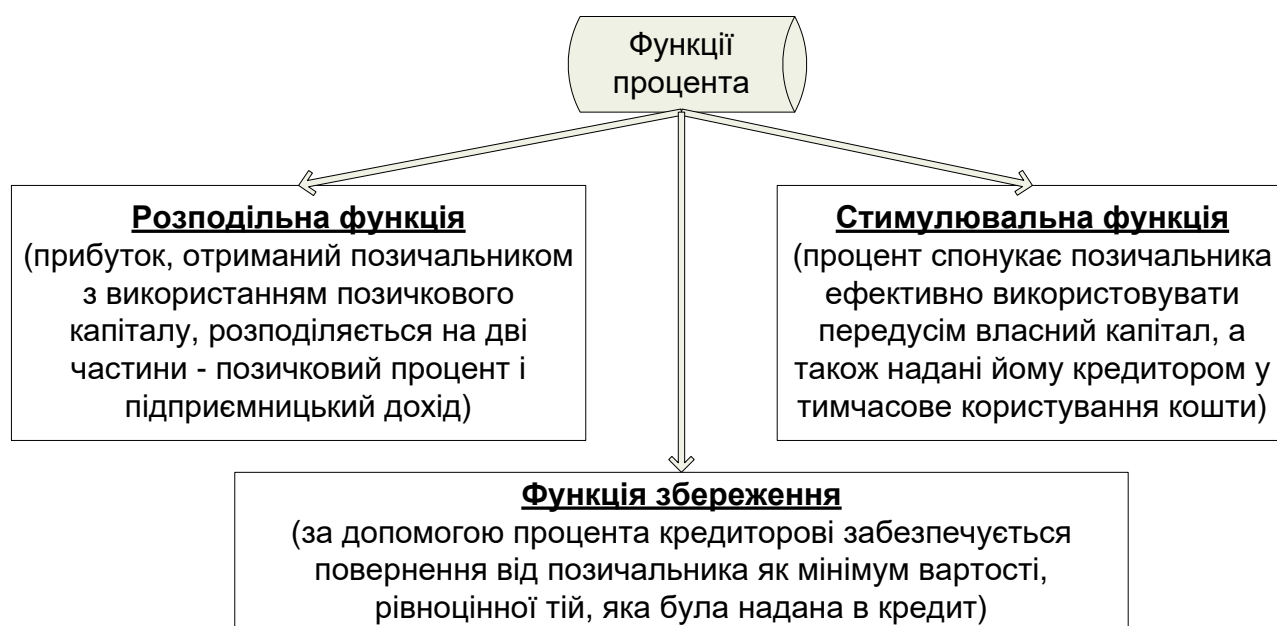 Функції
процента
Розподільна функція
(прибуток, отриманий позичальником
з використанням позичкового
капіталу, розподіляється на дві
частини - позичковий процент і
підприємницький дохід)
Стимулювальна функція
(процент спонукає позичальника
ефективно використовувати
передусім власний капітал, а
також надані йому кредитором у
тимчасове користування кошти)
Функція збереження
(за допомогою процента кредиторові забезпечується
повернення від позичальника як мінімум вартості,
рівноцінної тій, яка була надана в кредит)